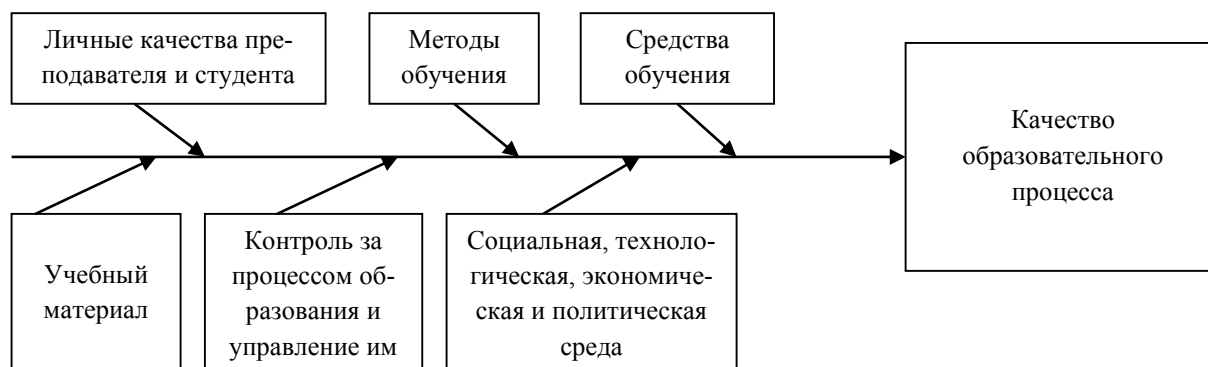 Личные качества пре-
подавателя и студента
Методы
обучения
Средства
обучения
Качество
образовательного
процесса
Учебный
материал
Контроль за
процессом об-
разования и
управление им
Социальная, техноло-
гическая, экономиче-
ская и политическая
среда